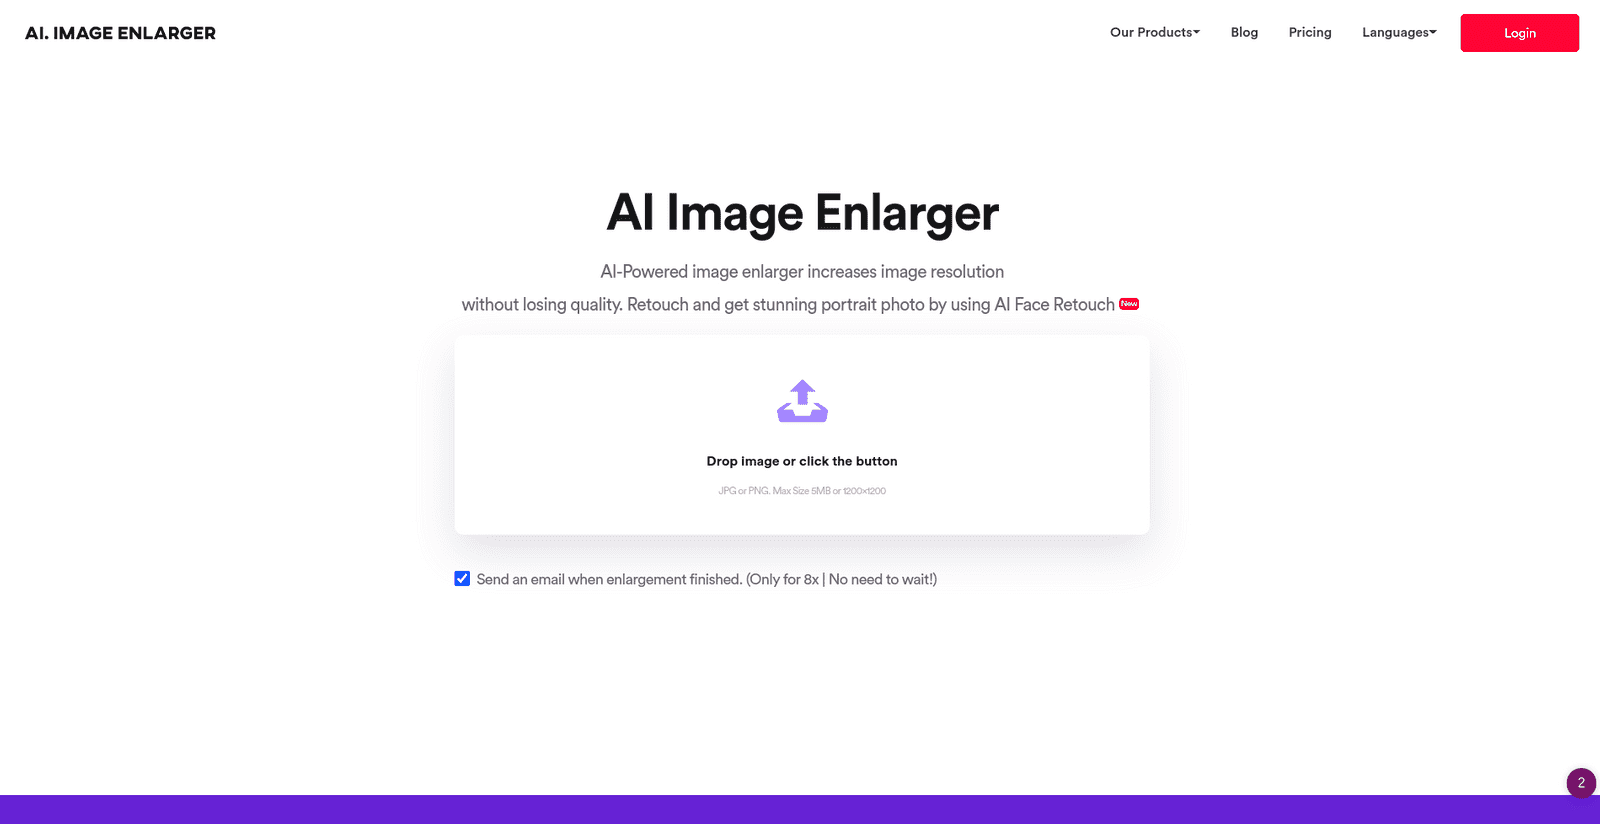 AI. IMAGE ENLARGER
Our Products
Blog
Pricing
Languages
Login
AI Image Enlarger
AI-Powered image enlarger increases image resolution
without losing quality. Retouch and get stunning portrait photo by using AI Face Retouch New
Drop image or click the button
JPG or PNG. Max Size 5MB or 1200x1200
Send an email when enlargement finished. (Only for 8x | No need to wait!)
2